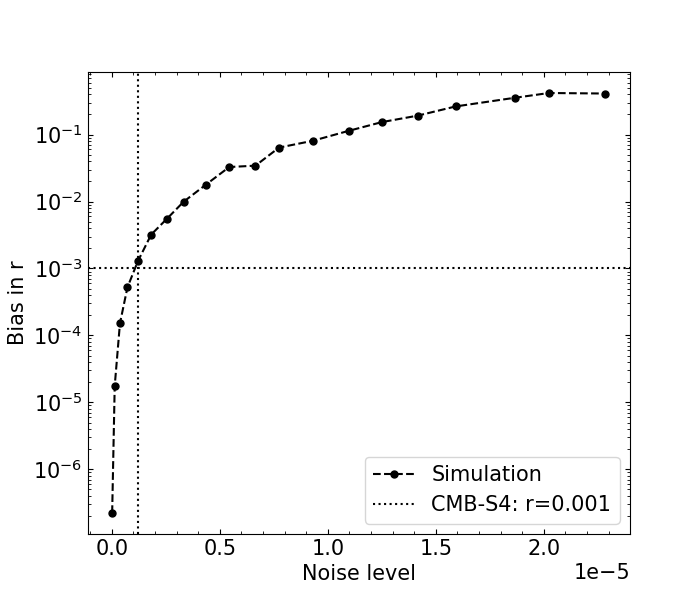 10⁻¹
10⁻²
10⁻³
10⁻⁴
10⁻⁵
10⁻⁶
Bias in r
Simulation
CMB-S4: r=0.001
0.0 0.5 1.0 1.5 2.0
Noise level
1e−5